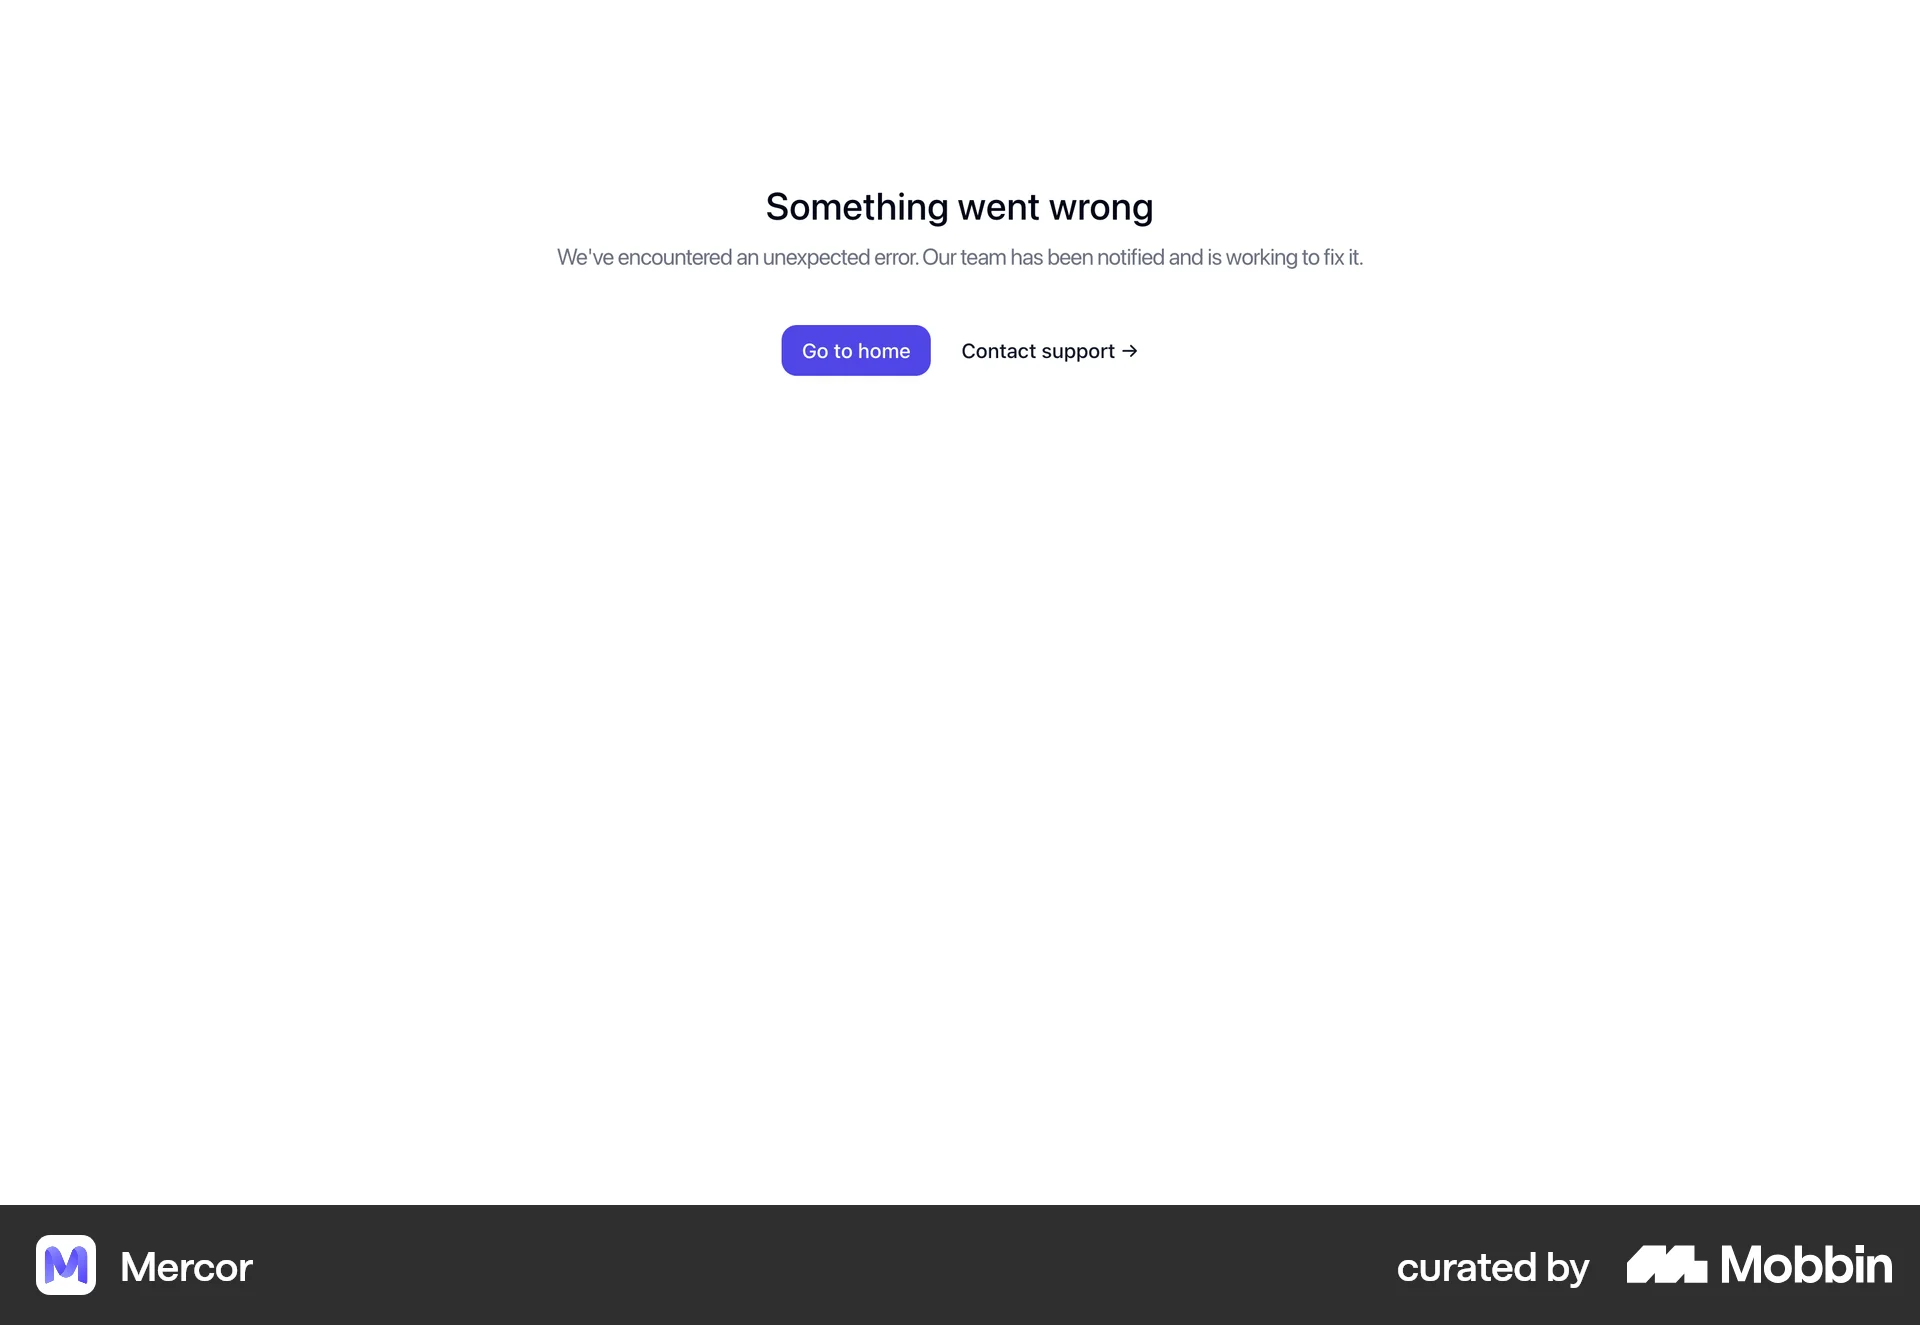 Something went wrong
We've encountered an unexpected error. Our team has been notified and is working to fix it.
Go to home
Contact support →
Mercor
curated by Mobbin